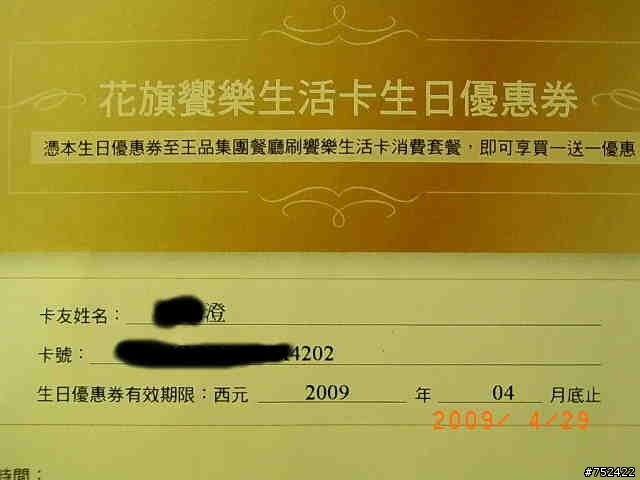 花旗饗樂生活卡生日優惠券
憑本生日優惠券至王品集團餐廳刷饗樂生活卡消費套餐，即可享買一送一優惠
卡友姓名：澄
卡號：4202
生日優惠券有效期限：西元 2009 年 04 月底止
2009/ 4/29
時間：
#752422